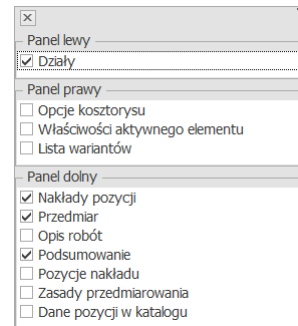 Panel lewy
Działy
Panel prawy
Opcje kosztorysu
Właściwości aktywnego elementu
Lista wariantów
Panel dolny
Nakłady pozycji
Przedmiar
Opis robót
Podsumowanie
Pozycje nakładu
Zasady przedmiarowania
Dane pozycji w katalogu